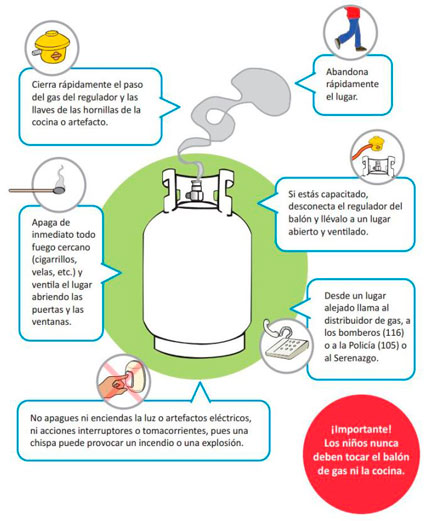 Cierra rápidamente el paso
del gas del regulador y las
llaves de las hornillas de la
cocina o artefacto.
Abandona
rápidamente
el lugar.
Apaga de
inmediato todo
fuego cercano
(cigarrillos,
velas, etc.) y
ventila el lugar
abriendo las
puertas y las
ventanas.
Si estás capacitado,
desconecta el regulador del
balón y llévalo a un lugar
abierto y ventilado.
Desde un lugar
alejado llama al
distribuidor de gas, a
los bomberos (116)
o a la Policía (105) o
al Serenazgo.
No apagues ni enciendas la luz o artefactos eléctricos,
ni acciones interruptores o tomacorrientes, pues una
chispa puede provocar un incendio o una explosión.
¡Importante!
Los niños nunca
deben tocar el balón
de gas ni la cocina.